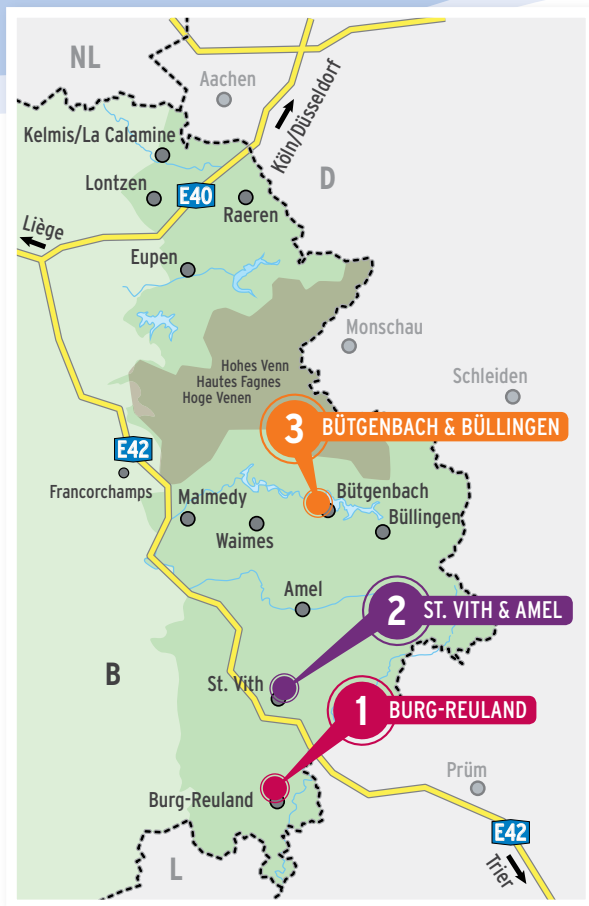 NL
Aachen
Köln/Düsseldorf
Kelmis/La Calamine
D
Lontzen
E40
Raeren
Liège
Eupen
Monschau
Hohes Venn
Hautes Fagnes
Hoge Venen
Schleiden
3 BÜTGENBACH & BÜLLINGEN
E42
Francorchamps
Malmedy
Bütgenbach
Büllingen
Waimes
Amel
2 ST. VITH & AMEL
B
St. Vith
1 BURG-REULAND
Prüm
Burg-Reuland
E42
L
Trier